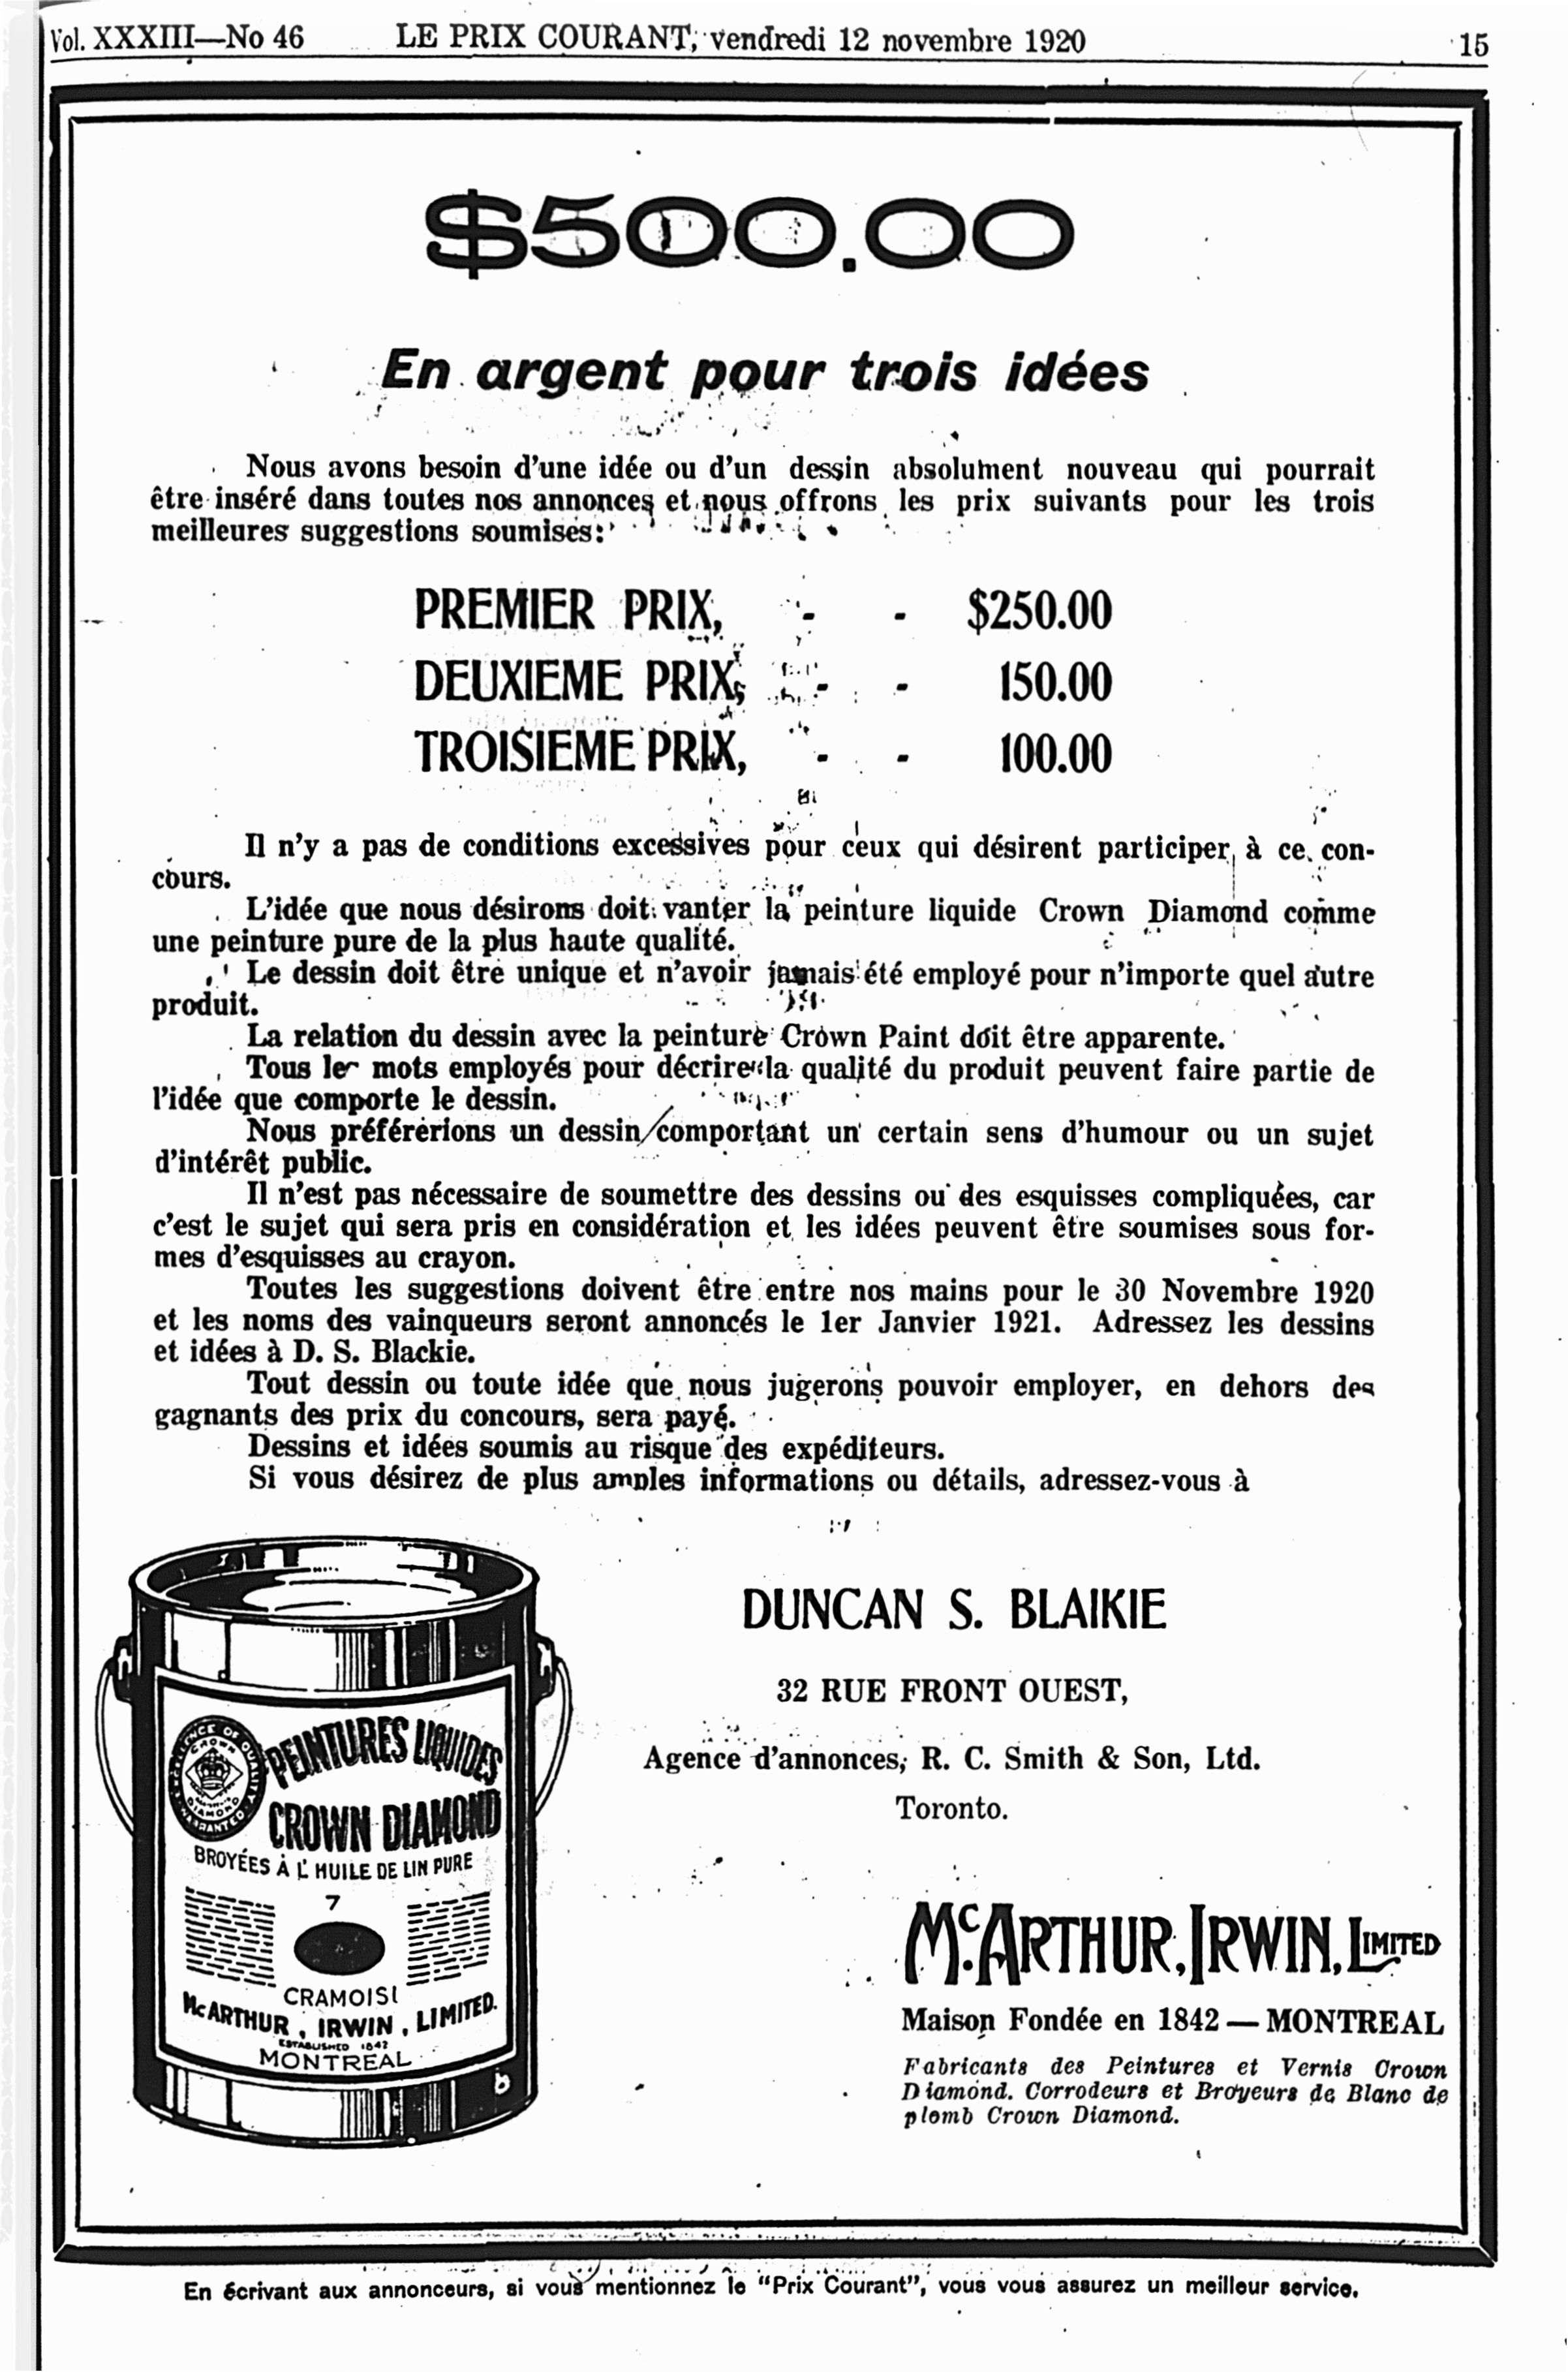 Vol. XXXIII—No 46 LE PRIX COURANT, vendredi 12 novembre 1920 15
$500.00
En argent pour trois idées
Nous avons besoin d'une idée ou d'un dessin absolument nouveau qui pourrait
être inséré dans toutes nos annonces et nous offrons les prix suivants pour les trois
meilleures suggestions soumises:
PREMIER PRIX, - - $250.00
DEUXIEME PRIX, - - 150.00
TROISIEME PRIX, - - 100.00
Il n'y a pas de conditions excessives pour ceux qui désirent participer à ce con-
cours.
L'idée que nous désirons doit vanter la peinture liquide Crown Diamond comme
une peinture pure de la plus haute qualité.
Le dessin doit être unique et n'avoir jamais été employé pour n'importe quel autre
produit.
La relation du dessin avec la peinture Crown Paint doit être apparente.
Tous les mots employés pour décrire la qualité du produit peuvent faire partie de
l'idée que comporte le dessin.
Nous préférerions un dessin comportant un certain sens d'humour ou un sujet
d'intérêt public.
Il n'est pas nécessaire de soumettre des dessins ou des esquisses compliquées, car
c'est le sujet qui sera pris en considération et les idées peuvent être soumises sous for-
mes d'esquisses au crayon.
Toutes les suggestions doivent être entre nos mains pour le 30 Novembre 1920
et les noms des vainqueurs seront annoncés le 1er Janvier 1921. Adressez les dessins
et idées à D. S. Blackie.
Tout dessin ou toute idée que nous jugerons pouvoir employer, en dehors des
gagnants des prix du concours, sera payé.
Dessins et idées soumis au risque des expéditeurs.
Si vous désirez de plus amples informations ou détails, adressez-vous à
DUNCAN S. BLAIKIE
32 RUE FRONT OUEST,
Agence d'annonces, R. C. Smith & Son, Ltd.
Toronto.
CROWN
DIAMOND
PEINTURES LIQUIDES
CROWN DIAMOND
BROYÉES À L'HUILE DE LIN PURE
7
CRAMOISI
McARTHUR, IRWIN, LIMITED.
ESTABLISHED 1842
MONTREAL
McARTHUR, IRWIN, LIMITED
Maison Fondée en 1842 — MONTREAL
Fabricants des Peintures et Vernis Crown
Diamond. Corrodeurs et Broyeurs de Blanc de
plomb Crown Diamond.
En écrivant aux annonceurs, si vous mentionnez le "Prix Courant", vous vous assurez un meilleur service.